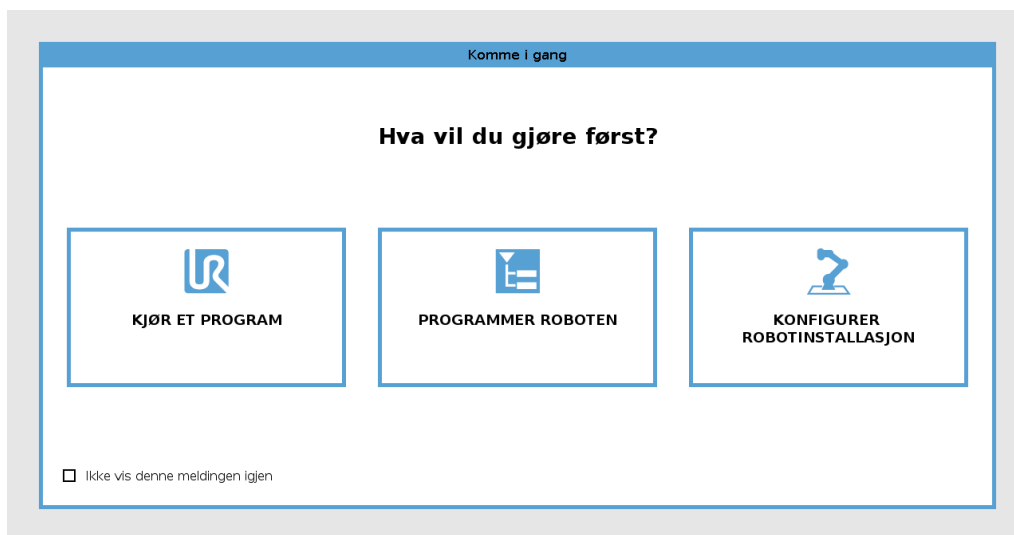 Komme i gang
Hva vil du gjøre først?
KJØR ET PROGRAM
PROGRAMMER ROBOTEN
KONFIGURER
ROBOTINSTALLASJON
Ikke vis denne meldingen igjen